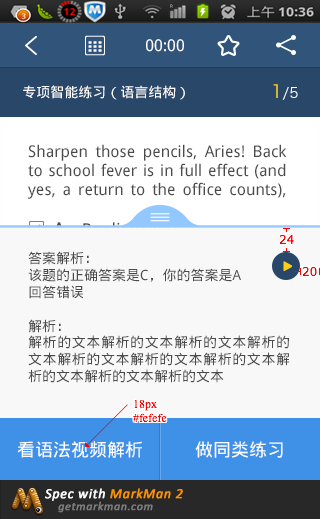 3
12
M
上午 10:36
00:00
专项智能练习（语言结构）
1/5
Sharpen those pencils, Aries! Back
to school fever is in full effect (and
yes, a return to the office counts),
24
答案解析:
该题的正确答案是C，你的答案是A
20
回答错误
解析:
解析的文本解析的文本解析的文本解析的
文本解析的文本解析的文本解析的文本解
析的文本解析的文本解析的文本
18px
#fefefe
看语法视频解析
做同类练习
Spec with MarkMan 2
getmarkman.com